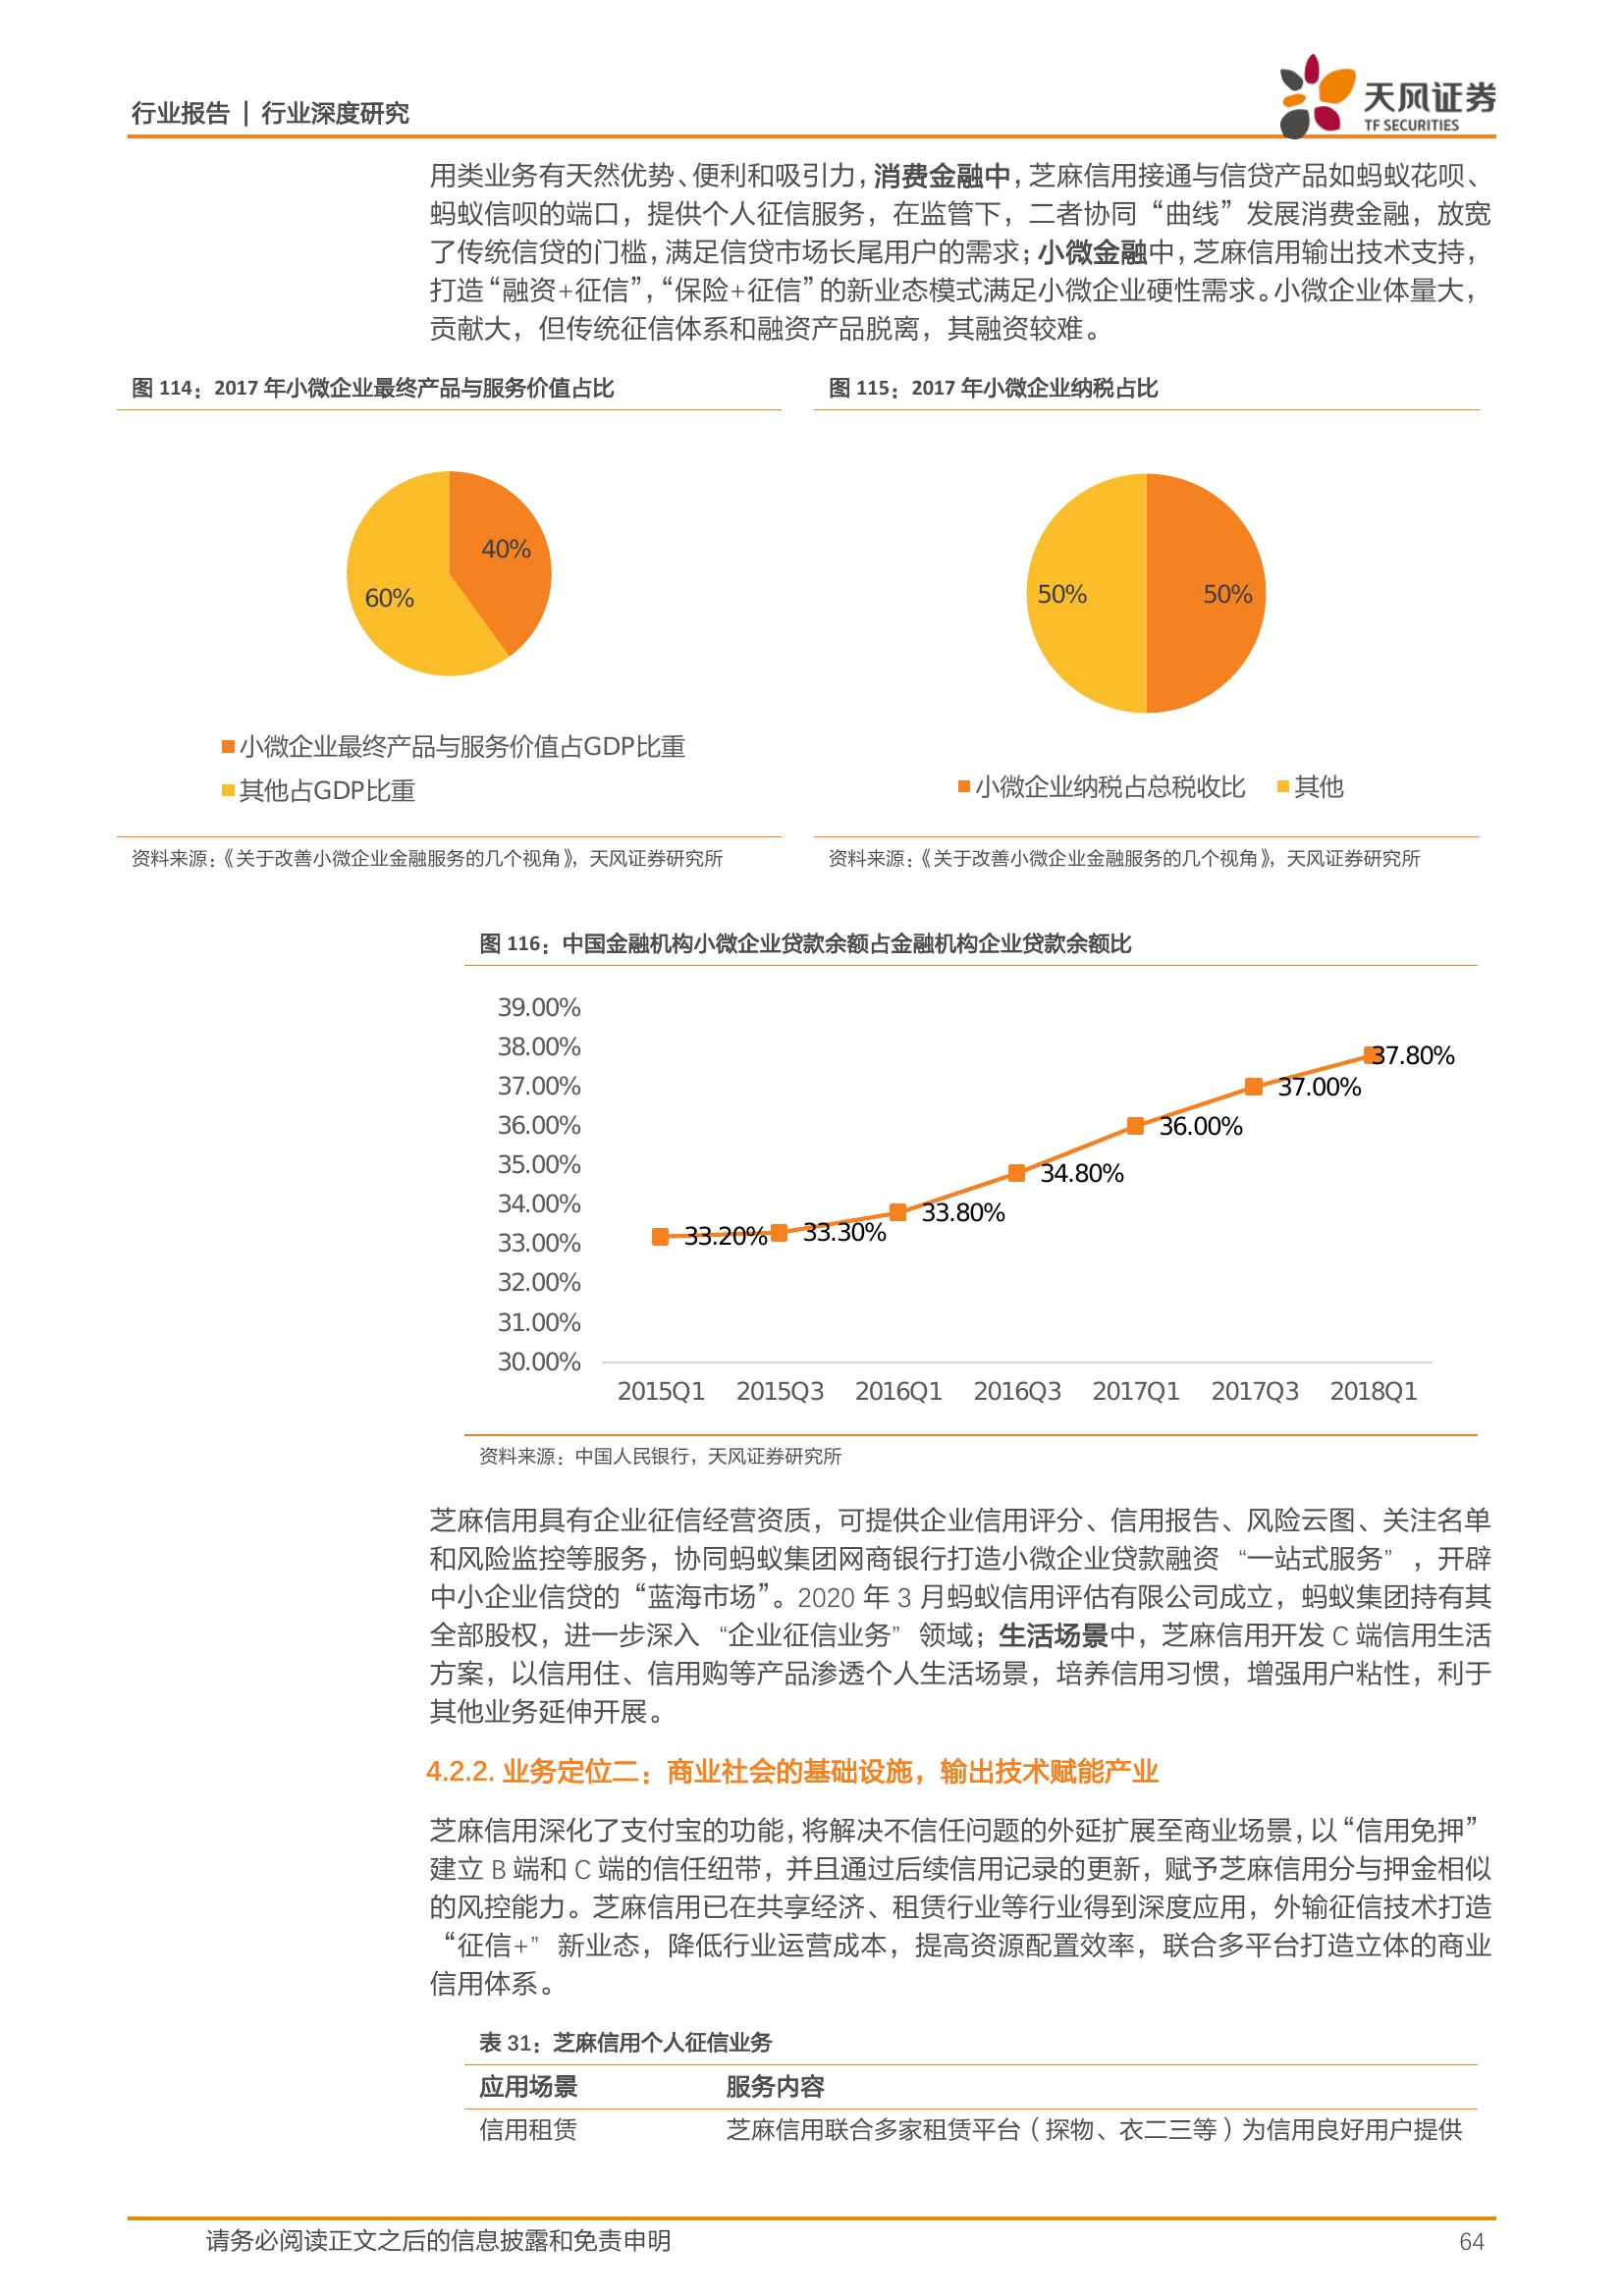 行业报告 | 行业深度研究
天风证券
TF SECURITIES
用类业务有天然优势、便利和吸引力，消费金融中，芝麻信用接通与信贷产品如蚂蚁花呗、
蚂蚁信呗的端口，提供个人征信服务，在监管下，二者协同“曲线”发展消费金融，放宽
了传统信贷的门槛，满足信贷市场长尾用户的需求；小微金融中，芝麻信用输出技术支持，
打造“融资+征信”，“保险+征信”的新业态模式满足小微企业硬性需求。小微企业体量大，
贡献大，但传统征信体系和融资产品脱离，其融资较难。
图 114：2017 年小微企业最终产品与服务价值占比
40%
60%
小微企业最终产品与服务价值占GDP比重
其他占GDP比重
资料来源：《关于改善小微企业金融服务的几个视角》，天风证券研究所
图 115：2017 年小微企业纳税占比
50%
50%
小微企业纳税占总税收比
其他
资料来源：《关于改善小微企业金融服务的几个视角》，天风证券研究所
图 116：中国金融机构小微企业贷款余额占金融机构企业贷款余额比
39.00%
38.00%
37.00%
36.00%
35.00%
34.00%
33.00%
32.00%
31.00%
30.00%
33.20%
33.30%
33.80%
34.80%
36.00%
37.00%
37.80%
2015Q1 2015Q3 2016Q1 2016Q3 2017Q1 2017Q3 2018Q1
资料来源：中国人民银行，天风证券研究所
芝麻信用具有企业征信经营资质，可提供企业信用评分、信用报告、风险云图、关注名单
和风险监控等服务，协同蚂蚁集团网商银行打造小微企业贷款融资 “一站式服务” ，开辟
中小企业信贷的“蓝海市场”。2020 年 3 月蚂蚁信用评估有限公司成立，蚂蚁集团持有其
全部股权，进一步深入 “企业征信业务” 领域；生活场景中，芝麻信用开发 C 端信用生活
方案，以信用住、信用购等产品渗透个人生活场景，培养信用习惯，增强用户粘性，利于
其他业务延伸开展。
4.2.2. 业务定位二：商业社会的基础设施，输出技术赋能产业
芝麻信用深化了支付宝的功能，将解决不信任问题的外延扩展至商业场景，以“信用免押”
建立 B 端和 C 端的信任纽带，并且通过后续信用记录的更新，赋予芝麻信用分与押金相似
的风控能力。芝麻信用已在共享经济、租赁行业等行业得到深度应用，外输征信技术打造
“征信+” 新业态，降低行业运营成本，提高资源配置效率，联合多平台打造立体的商业
信用体系。
表 31：芝麻信用个人征信业务
应用场景 服务内容
信用租赁 芝麻信用联合多家租赁平台（探物、衣二三等）为信用良好用户提供
请务必阅读正文之后的信息披露和免责申明 64